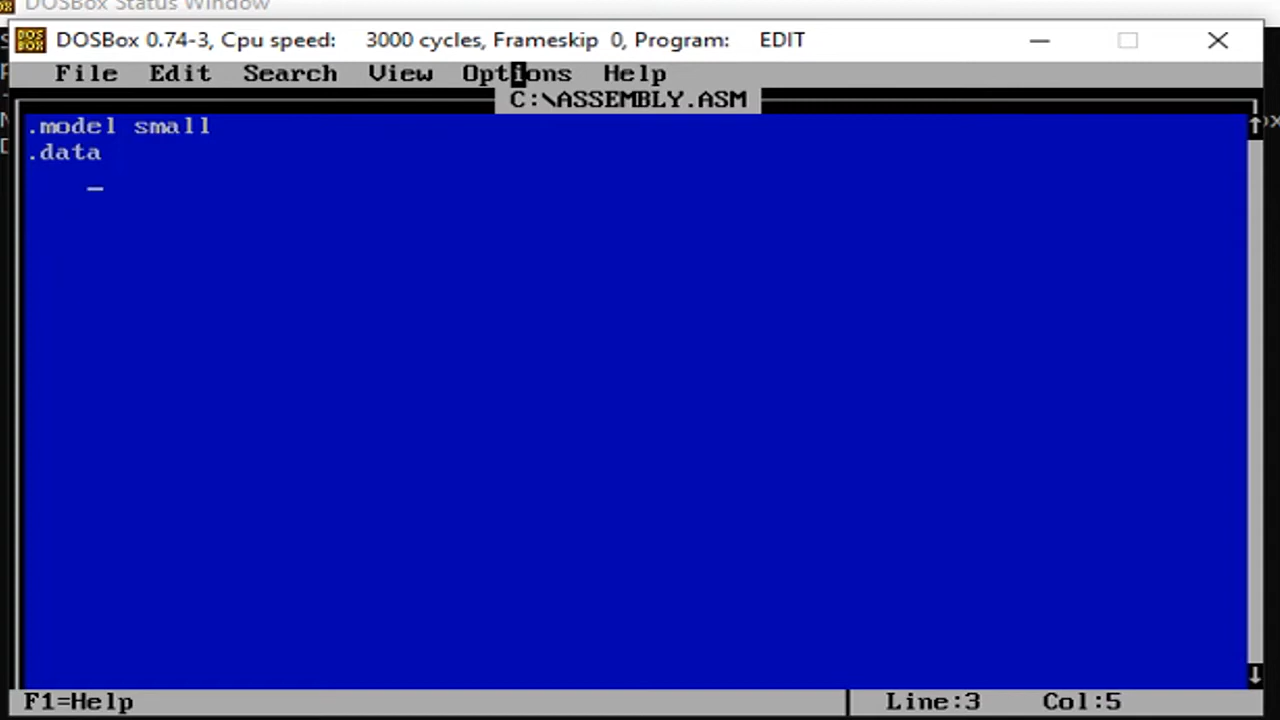 DOSBox Status Window
DOSBox 0.74-3, Cpu speed: 3000 cycles, Frameskip 0, Program: EDIT
File Edit Search View Options Help
C:\ASSEMBLY.ASM
.model small
.data
_
F1=Help Line:3 Col:5